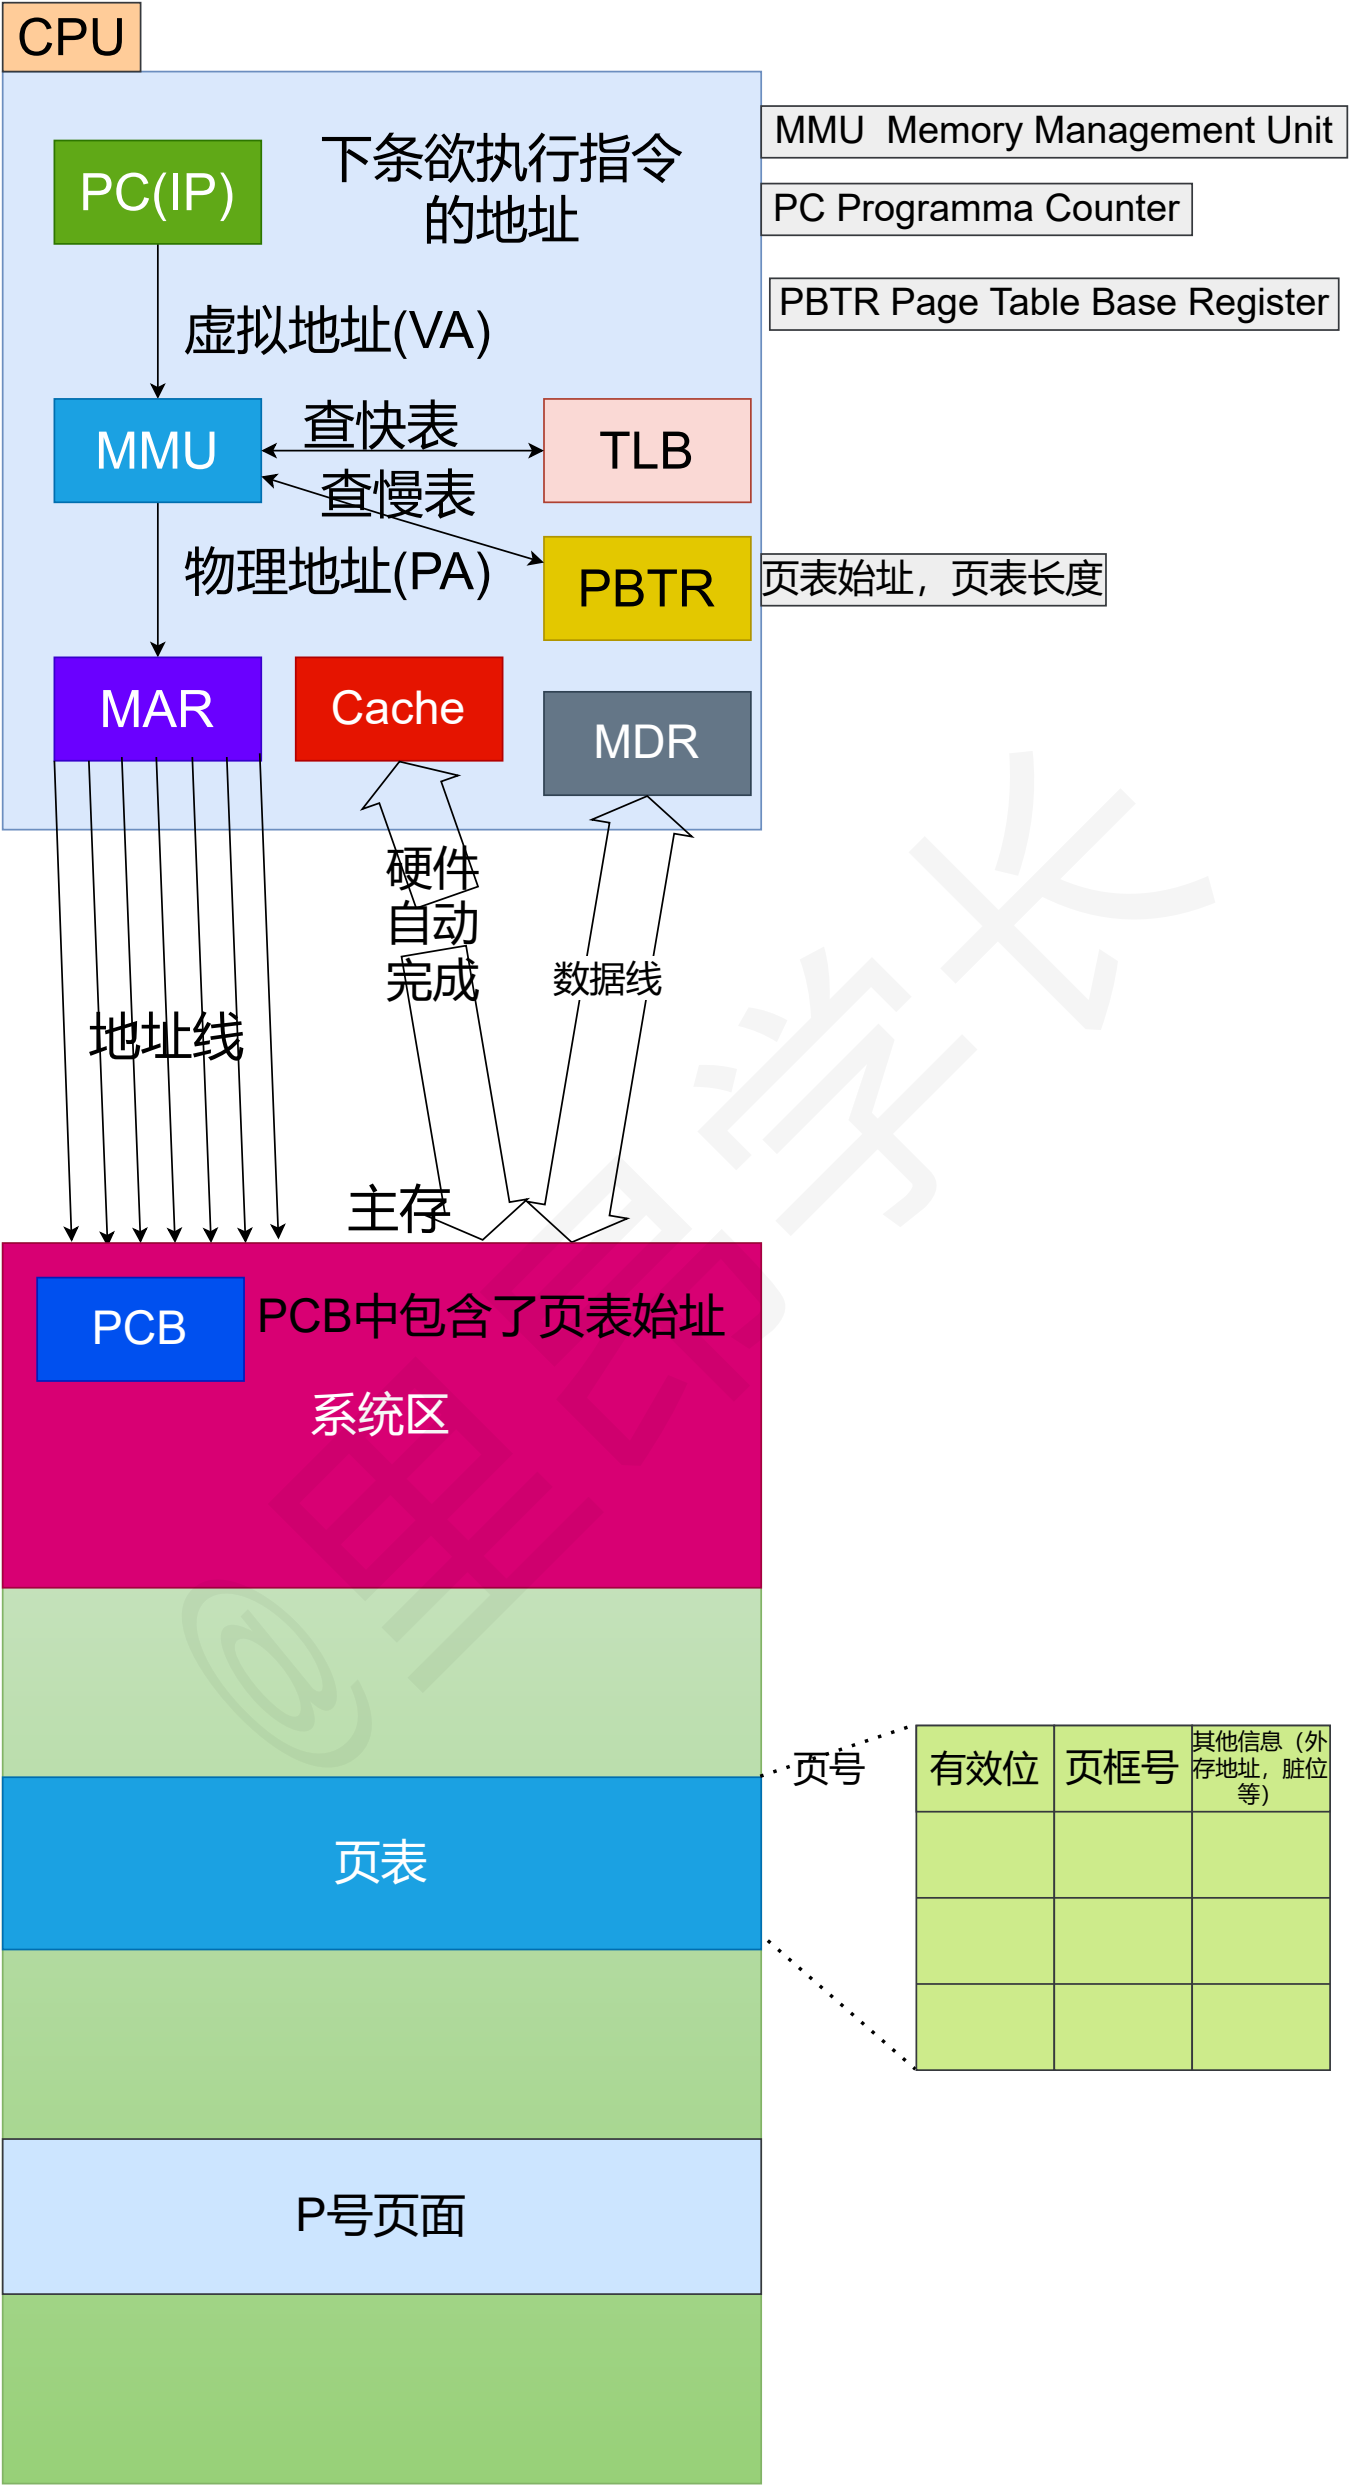 CPU
PC(IP)
下条欲执行指令
的地址
MMU  Memory Management Unit
PC Programma Counter
PBTR Page Table Base Register
虚拟地址(VA)
MMU
查快表
TLB
查慢表
物理地址(PA)
PBTR
页表始址，页表长度
MAR
Cache
MDR
硬件
自动
完成
数据线
地址线
主存
PCB
PCB中包含了页表始址
系统区
页表
页号
有效位
页框号
其他信息（外
存地址，脏位
等）
P号页面